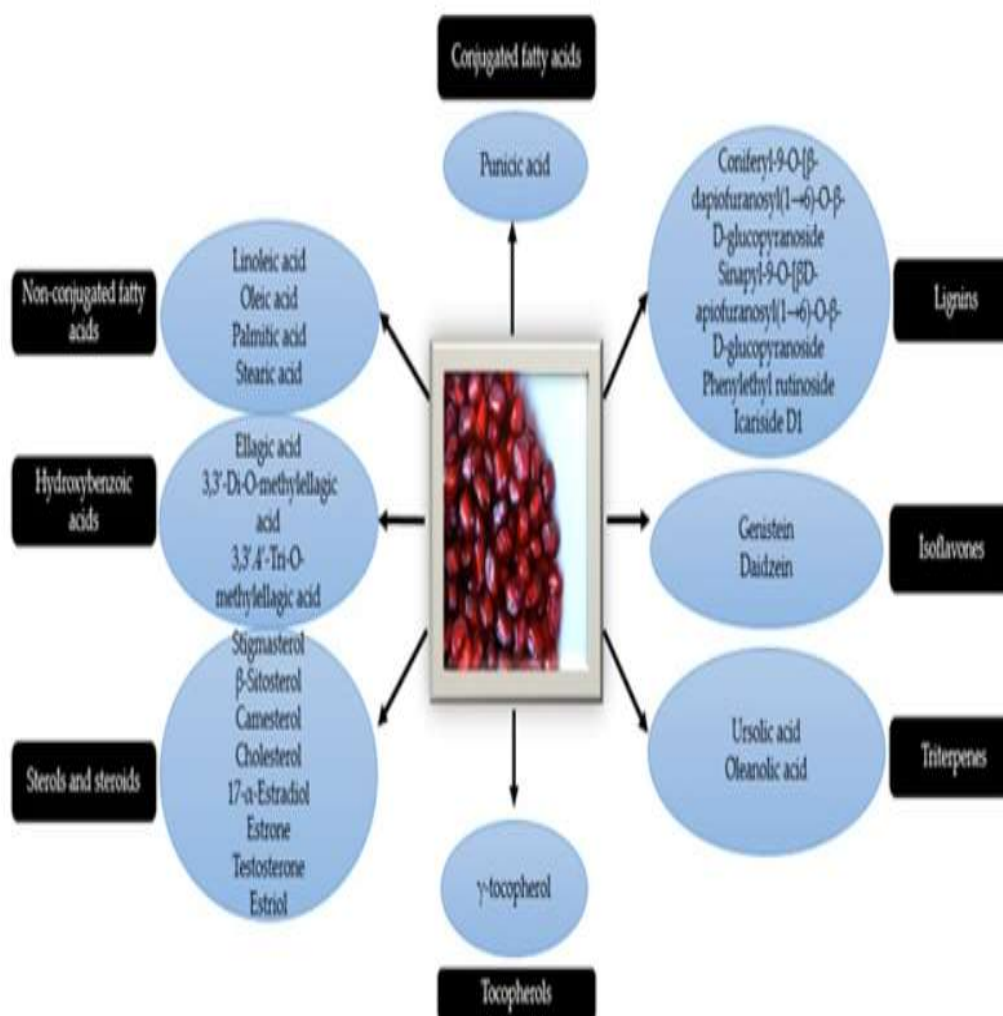 Conjugated fatty acids
Punicic acid
Non-conjugated fatty
acids
Linoleic acid
Oleic acid
Palmitic acid
Stearic acid
Hydroxybenzoic
acids
Ellagic acid
3,3'-Di-O-methylellagic
acid
3,3',4'-Tri-O-
methylellagic acid
Sterols and steroids
Stigmasterol
β-Sitosterol
Camesterol
Cholesterol
17-α-Estradiol
Estrone
Testosterone
Estriol
γ-tocopherol
Tocopherols
Coniferyl-9-O-[β-
dapiofuranosyl(1→6)-O-β-
D-glucopyranoside
Sinapyl-9-O-[βD-
apiofuranosyl(1→6)-O-β-
D-glucopyranoside
Phenylethyl rutinoside
Icariside D1
Lignins
Genistein
Daidzein
Isoflavones
Ursolic acid
Oleanolic acid
Triterpenes